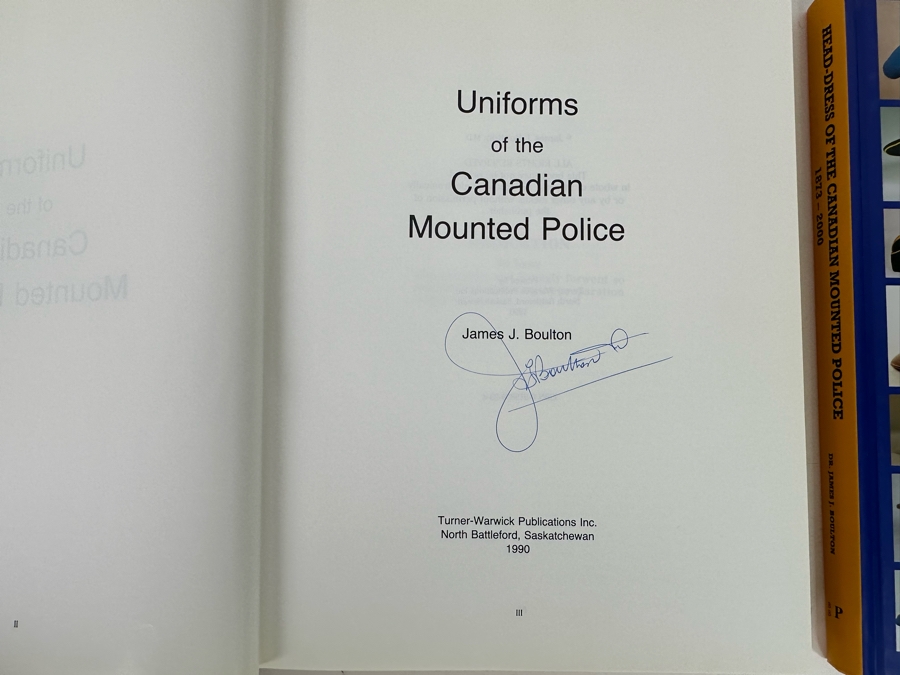 Uniforms
of the
Canadian
Mounted Police
James J. Boulton
JJBoulton
Turner-Warwick Publications Inc.
North Battleford, Saskatchewan
1990
II
III
HEAD-DRESS OF THE CANADIAN MOUNTED POLICE
1873 – 2000
DR. JAMES J. BOULTON